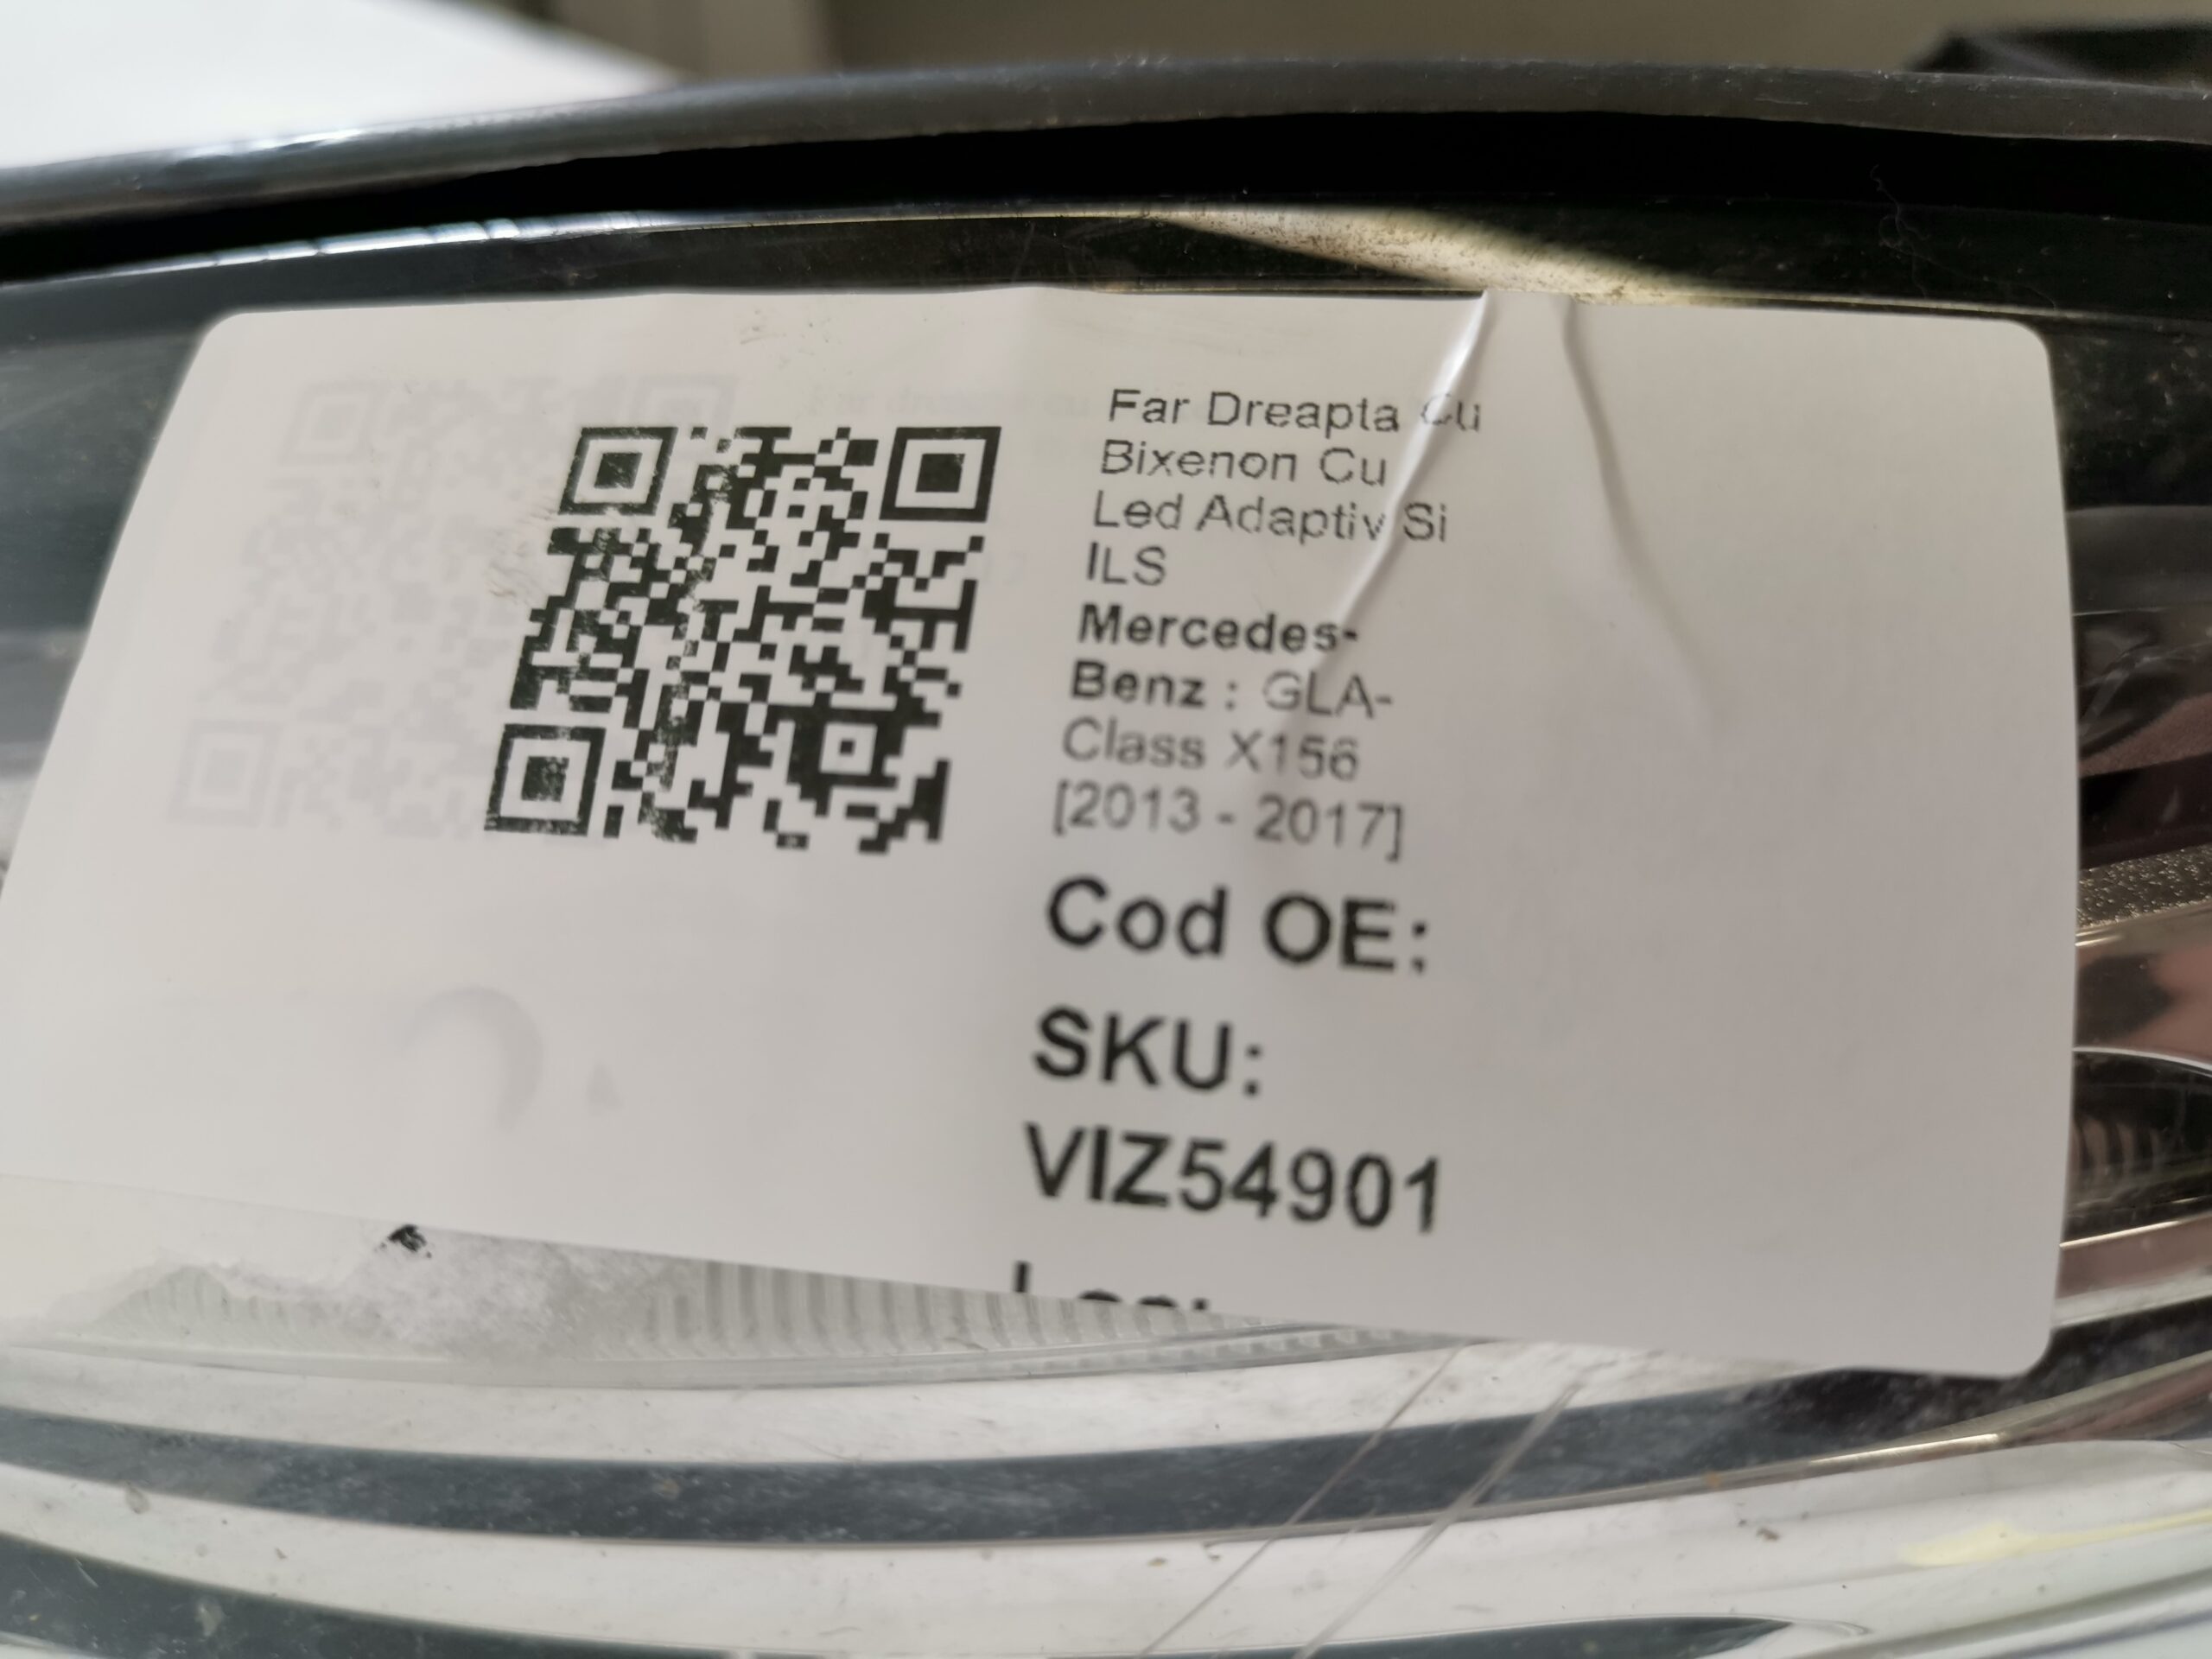 Far Dreapta Cu
Bixenon Cu
Led Adaptiv Si
ILS
Mercedes-
Benz : GLA-
Class X156
[2013 - 2017]
Cod OE:
SKU:
VIZ54901